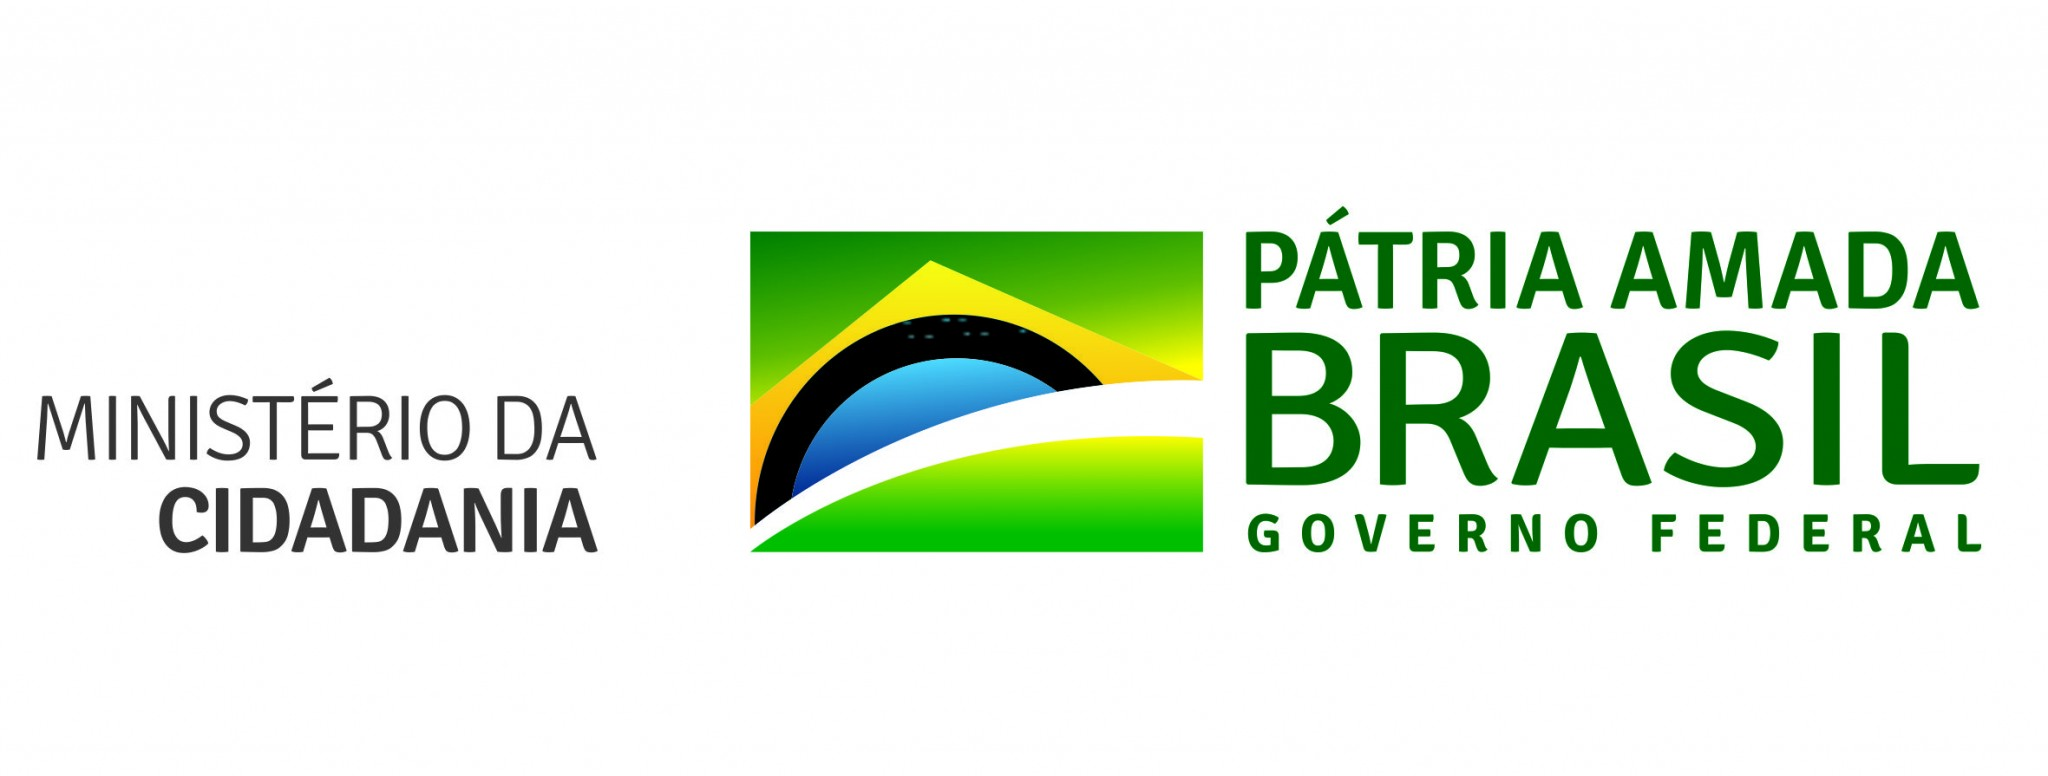 MINISTÉRIO DA
CIDADANIA
PÁTRIA AMADA
BRASIL
GOVERNO FEDERAL